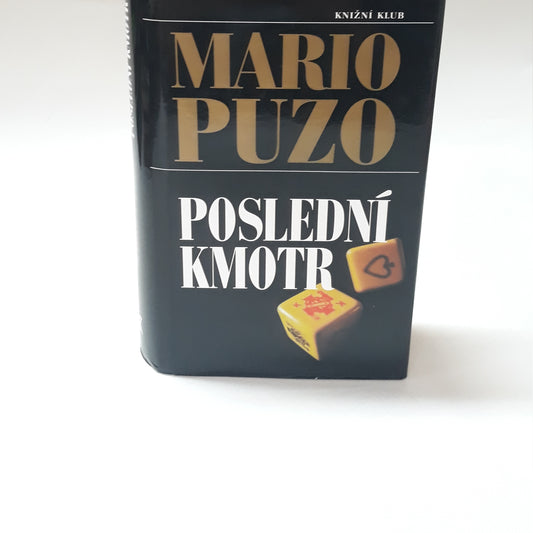 KNIŽNÍ KLUB
MARIO
PUZO
POSLEDNÍ
KMOTR